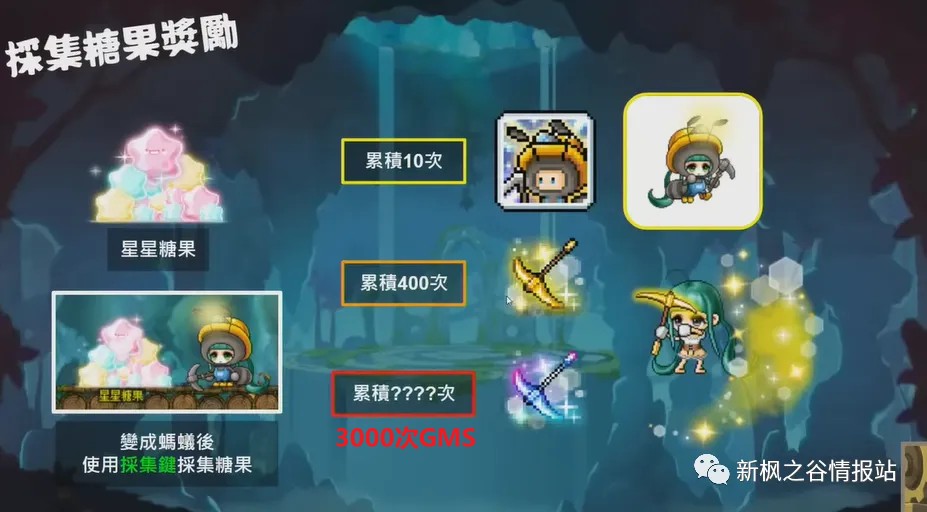 採集糖果獎勵
累積10次
星星糖果
累積400次
累積????次
3000次GMS
星星糖果
變成螞蟻後
使用採集鍵採集糖果
新枫之谷情报站